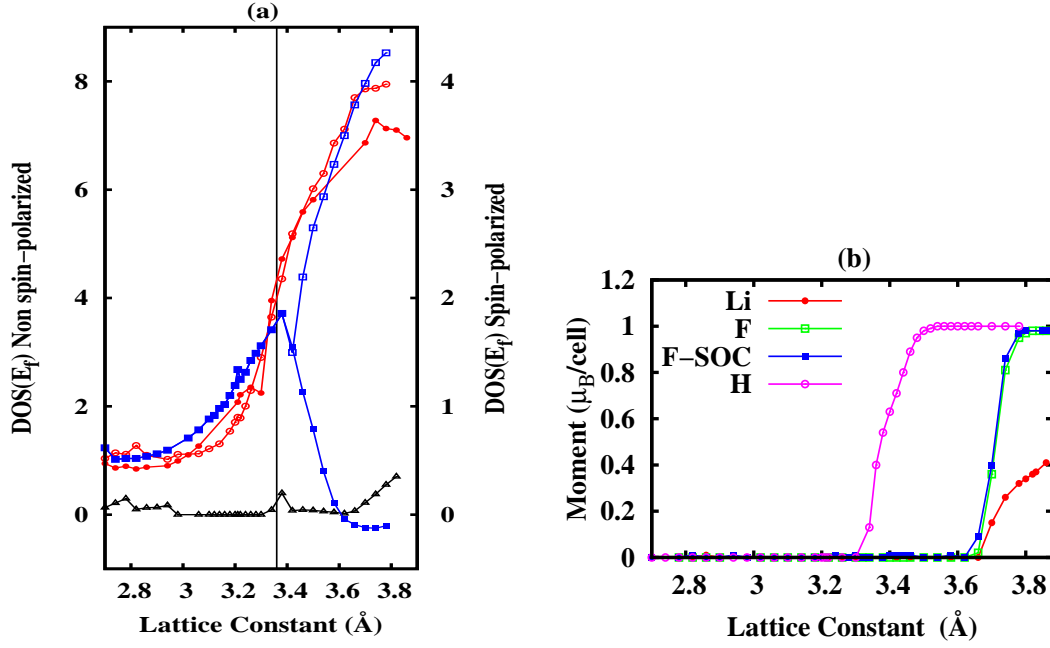 (a)
DOS(E_f) Non spin-polarized
8
6
4
2
0
4
3
2
1
0
DOS(E_f) Spin-polarized
2.8 3 3.2 3.4 3.6 3.8
Lattice Constant (Å)
(b)
Moment (μ_B/cell)
1.2
1
0.8
0.6
0.4
0.2
0
Li
F
F-SOC
H
2.8 3 3.2 3.4 3.6 3.8
Lattice Constant (Å)